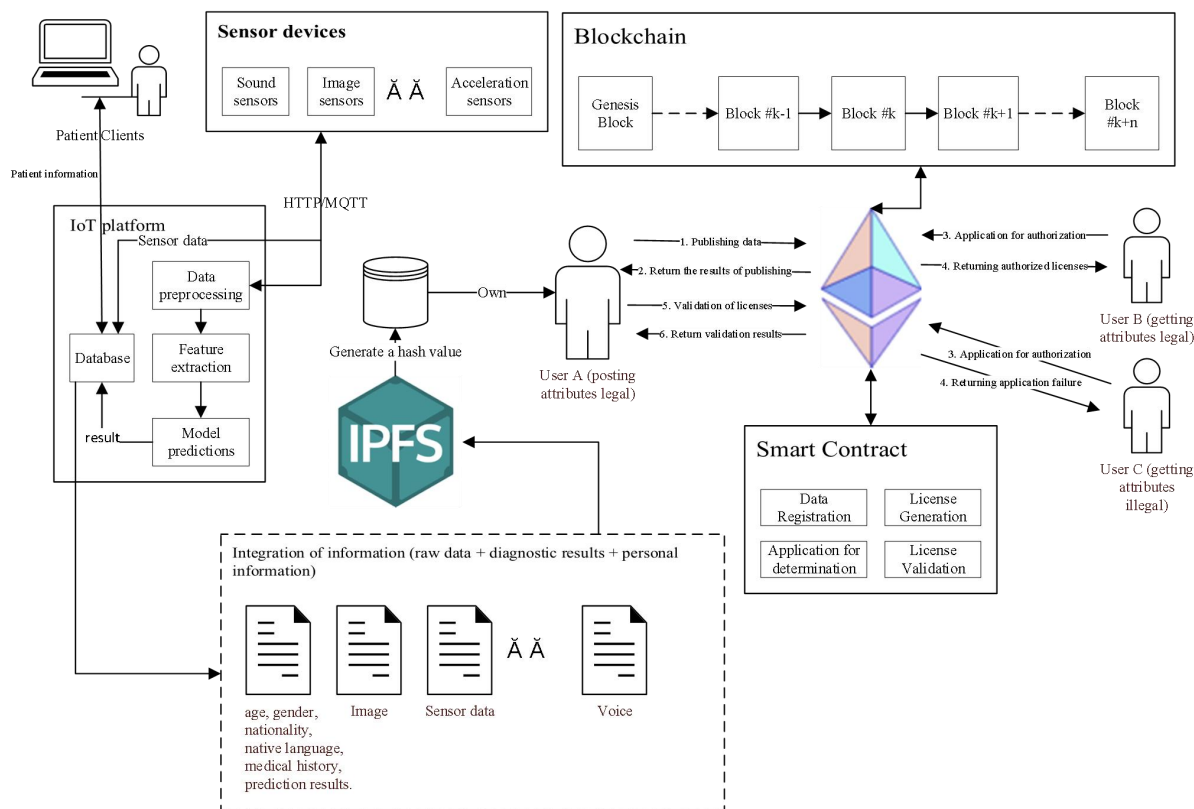 Sensor devices
Sound
sensors
Image
sensors
Ă Ă
Acceleration
sensors
Blockchain
Genesis
Block
Block #k-1
Block #k
Block #k+1
Block
#k+n
Patient Clients
Patient information
HTTP/MQTT
IoT platform
Sensor data
Data
preprocessing
Feature
extraction
Model
predictions
Database
result
Own
Generate a hash value
IPFS
User A (posting
attributes legal)
1. Publishing data
2. Return the results of publishing
5. Validation of licenses
6. Return validation results
3. Application for authorization
4. Returning authorized licenses
User B (getting
attributes legal)
3. Application for authorization
4. Returning application failure
User C (getting
attributes
illegal)
Smart Contract
Data
Registration
License
Generation
Application for
determination
License
Validation
Integration of information (raw data + diagnostic results + personal
information)
Ă Ă
age, gender,
nationality,
native language,
medical history,
prediction results.
Image
Sensor data
Voice